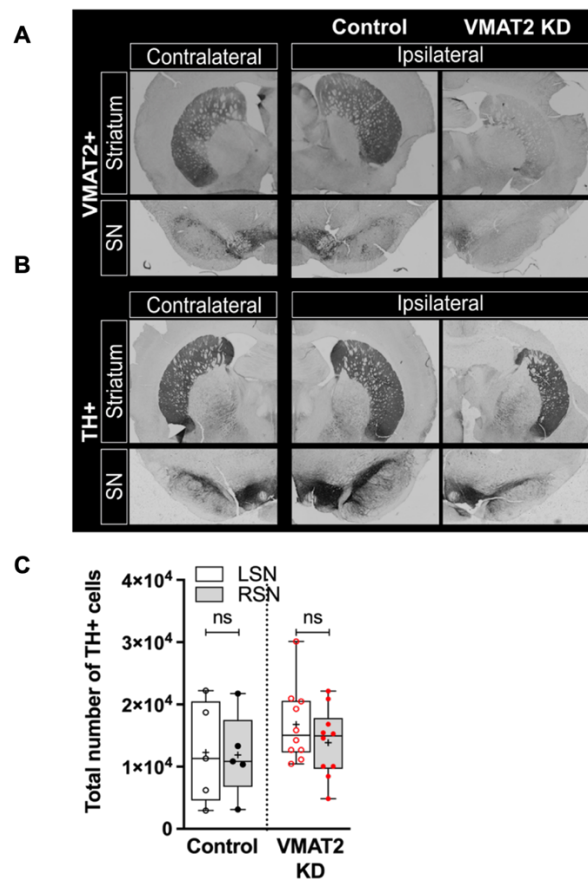 A
Control VMAT2 KD
Contralateral Ipsilateral
VMAT2+
Striatum
SN
B
Contralateral Ipsilateral
TH+
Striatum
SN
C
LSN
RSN
Total number of TH+ cells
4×10⁴
3×10⁴
2×10⁴
1×10⁴
0
ns ns
Control VMAT2
KD